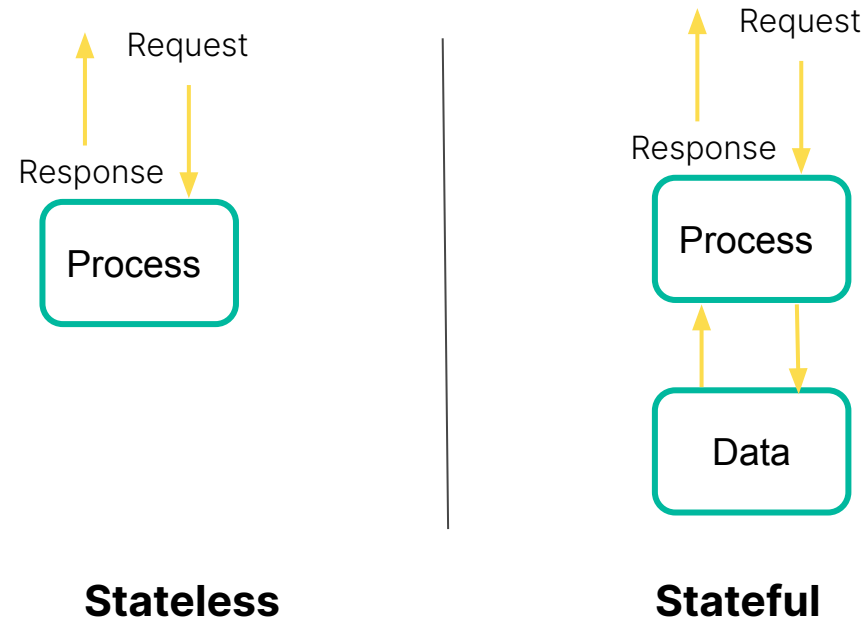 Request
Response
Process
Stateless
Request
Response
Process
Data
Stateful